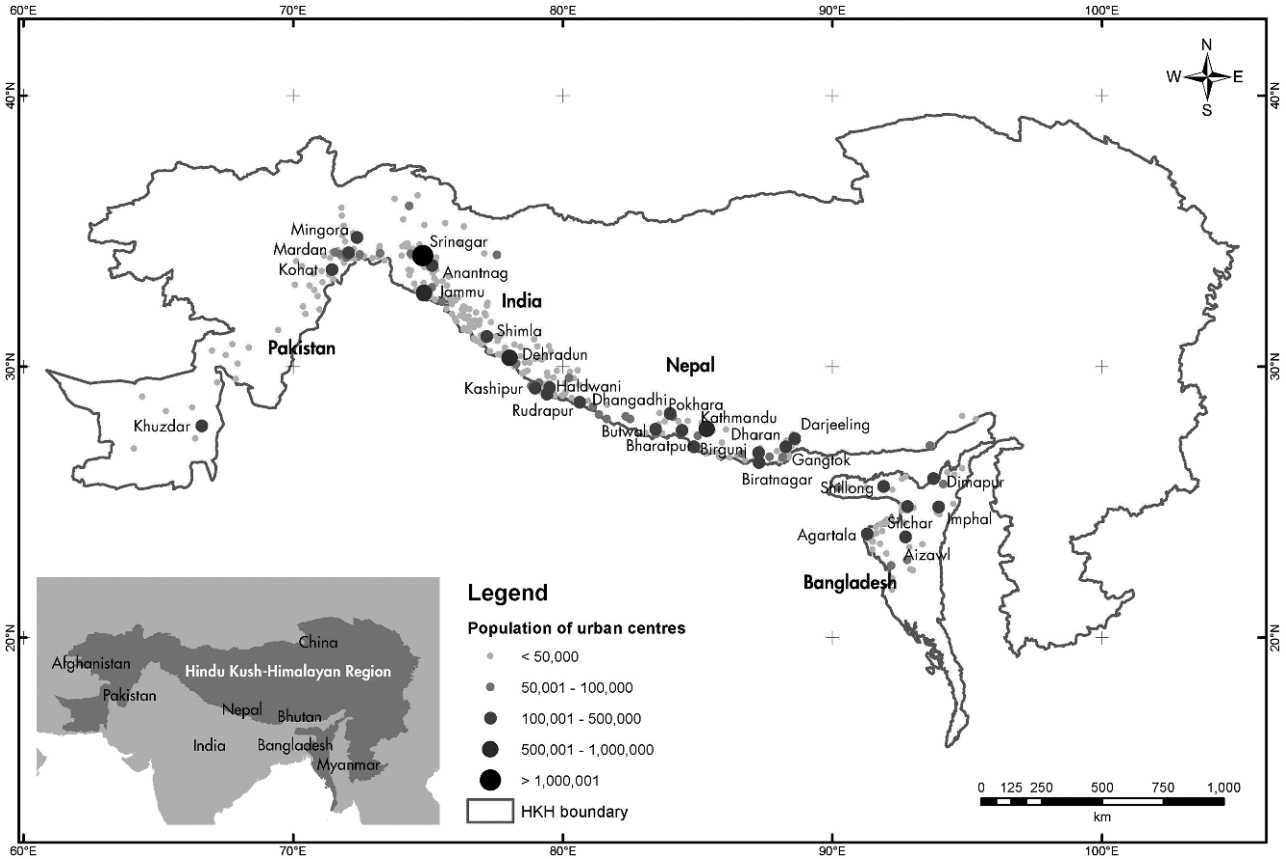 60°E 70°E 80°E 90°E 100°E
N
W E
S
40°N 40°N
Mingora
Srinagar
Mardan
Kohat
Anantnag
Jammu
India
Shimla
Pakistan
Dehradun
Nepal
30°N 30°N
Kashipur
Haldwani
Dhangadhi
Pokhara
Rudrapur
Kathmandu
Khuzdar
Butwal
Dharan
Darjeeling
Bharatpur
Birgunj
Gangtok
Biratnagar
Shillong
Dimapur
Silchar
Imphal
Agartala
Aizawl
Bangladesh
20°N 20°N
China
Afghanistan
Hindu Kush-Himalayan Region
Pakistan
Nepal
Bhutan
India
Bangladesh
Myanmar
Legend
Population of urban centres
< 50,000
50,001 - 100,000
100,001 - 500,000
500,001 - 1,000,000
> 1,000,001
HKH boundary
0 125 250 500 750 1,000
km
60°E 70°E 80°E 90°E 100°E